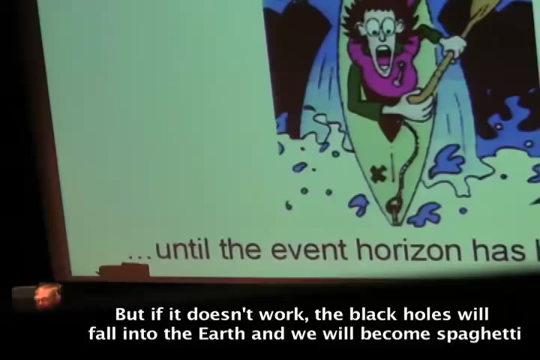 ...until the event horizon has
But if it doesn't work, the black holes will
fall into the Earth and we will become spaghetti